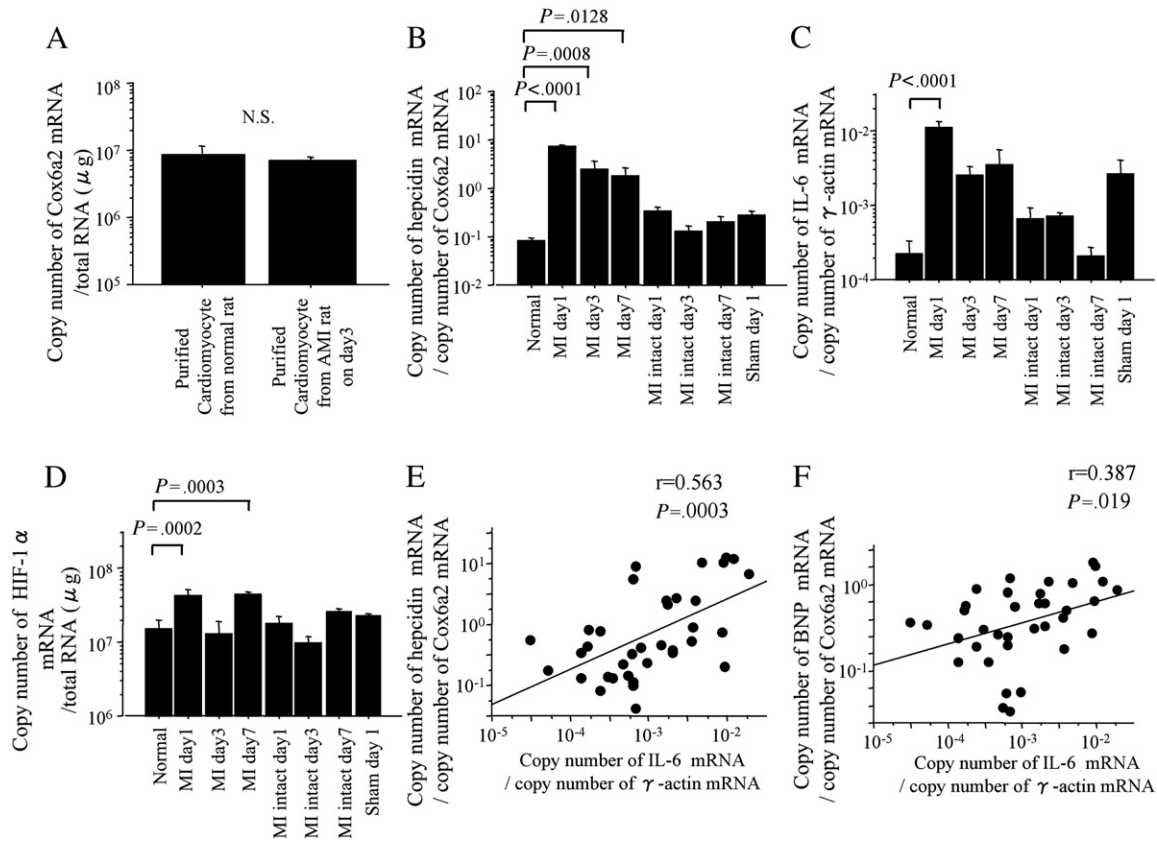 A
Copy number of Cox6a2 mRNA
/total RNA (μg)
10^8
10^7
10^6
10^5
N.S.
Purified
Cardiomyocyte
from normal rat
Purified
Cardiomyocyte
from AMI rat
on day3
B
P=.0128
P=.0008
P<.0001
Copy number of hepcidin mRNA
/ copy number of Cox6a2 mRNA
10^2
10^1
10^0
10^-1
10^-2
Normal
MI day1
MI day3
MI day7
MI intact day1
MI intact day3
MI intact day7
Sham day 1
C
P<.0001
Copy number of IL-6 mRNA
/ copy number of γ-actin mRNA
10^-2
10^-3
10^-4
Normal
MI day1
MI day3
MI day7
MI intact day1
MI intact day3
MI intact day7
Sham day 1
D
P=.0003
P=.0002
Copy number of HIF-1α
mRNA
/total RNA (μg)
10^8
10^7
10^6
Normal
MI day1
MI day3
MI day7
MI intact day1
MI intact day3
MI intact day7
Sham day 1
E
r=0.563
P=.0003
Copy number of hepcidin mRNA
/ copy number of Cox6a2 mRNA
10^1
10^0
10^-1
10^-5
10^-4
10^-3
10^-2
Copy number of IL-6 mRNA
/ copy number of γ-actin mRNA
F
r=0.387
P=.019
Copy number of BNP mRNA
/ copy number of Cox6a2 mRNA
10^0
10^-1
10^-5
10^-4
10^-3
10^-2
Copy number of IL-6 mRNA
/ copy number of γ-actin mRNA